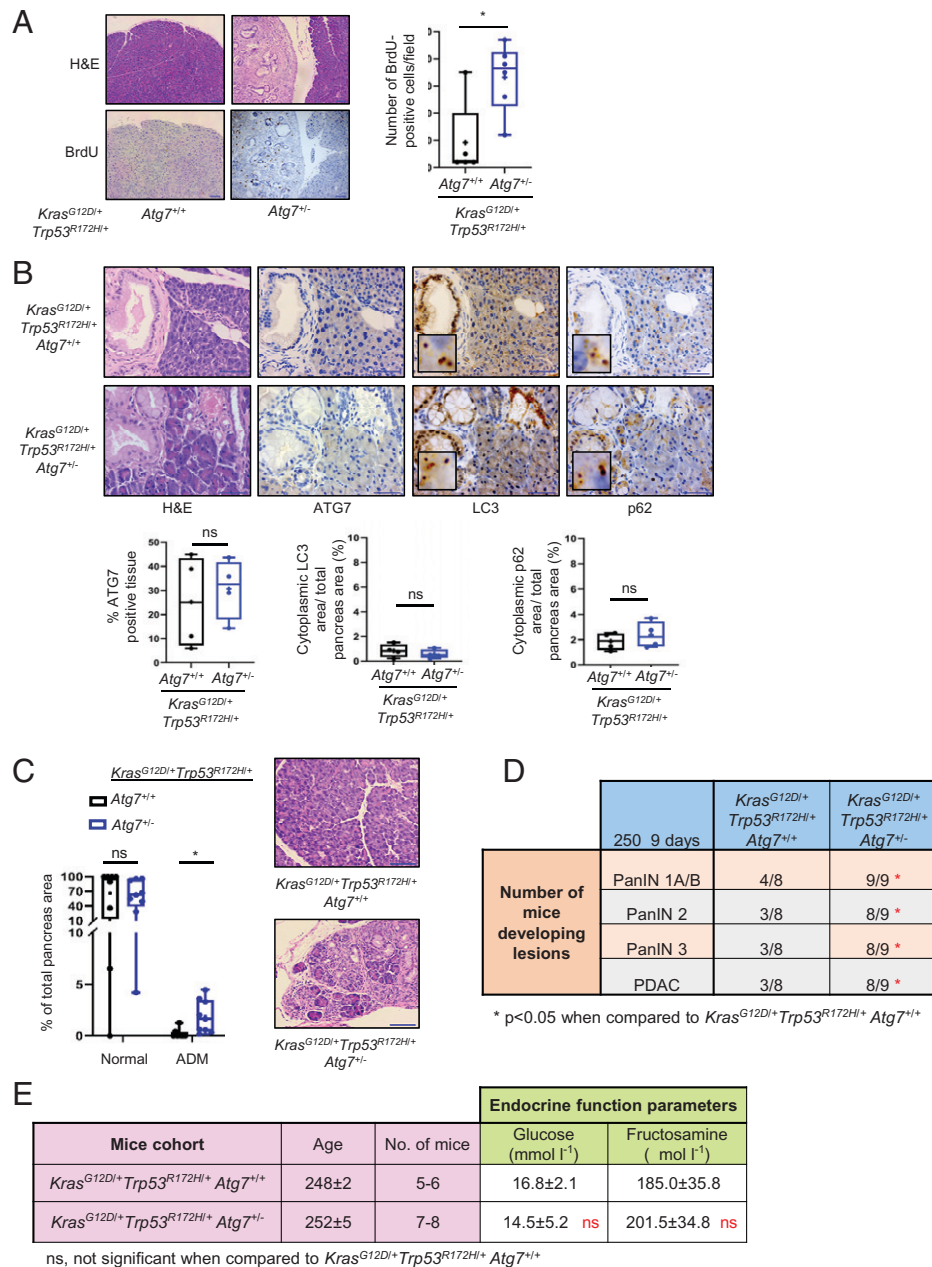 A
H&E
BrdU
Kras^G12D/+
Trp53^R172H/+
Atg7^+/+
Atg7^+/-
Number of BrdU-
positive cells/field
*
0
0
0
0
0
0
Atg7^+/+ Atg7^+/-
Kras^G12D/+
Trp53^R172H/+
B
Kras^G12D/+
Trp53^R172H/+
Atg7^+/+
Kras^G12D/+
Trp53^R172H/+
Atg7^+/-
H&E ATG7 LC3 p62
% ATG7
positive tissue
50
40
30
20
10
0
ns
Atg7^+/+ Atg7^+/-
Kras^G12D/+
Trp53^R172H/+
Cytoplasmic LC3
area/ total
pancreas area (%)
10
8
6
4
2
0
ns
Atg7^+/+ Atg7^+/-
Kras^G12D/+
Trp53^R172H/+
Cytoplasmic p62
area/ total
pancreas area (%)
10
8
6
4
2
0
ns
Atg7^+/+ Atg7^+/-
Kras^G12D/+
Trp53^R172H/+
C
Kras^G12D/+Trp53^R172H/+
Atg7^+/+
Atg7^+/-
% of total pancreas area
100
70
40
10
10
5
0
ns
*
Normal ADM
Kras^G12D/+Trp53^R172H/+
Atg7^+/+
Kras^G12D/+Trp53^R172H/+
Atg7^+/-
D
250 9 days
Kras^G12D/+
Trp53^R172H/+
Atg7^+/+
Kras^G12D/+
Trp53^R172H/+
Atg7^+/-
Number of
mice
developing
lesions
PanIN 1A/B 4/8 9/9 *
PanIN 2 3/8 8/9 *
PanIN 3 3/8 8/9 *
PDAC 3/8 8/9 *
* p<0.05 when compared to Kras^G12D/+Trp53^R172H/+ Atg7^+/+
E
Endocrine function parameters
Mice cohort Age No. of mice
Glucose
(mmol l^-1)
Fructosamine
( mol l^-1)
Kras^G12D/+Trp53^R172H/+ Atg7^+/+ 248±2 5-6 16.8±2.1 185.0±35.8
Kras^G12D/+Trp53^R172H/+ Atg7^+/- 252±5 7-8 14.5±5.2 ns 201.5±34.8 ns
ns, not significant when compared to Kras^G12D/+Trp53^R172H/+ Atg7^+/+